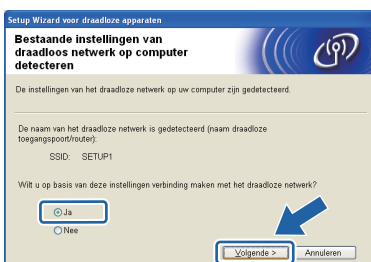 Setup Wizard voor draadloze apparaten
Bestaande instellingen van
draadloos netwerk op computer
detecteren
De instellingen van het draadloze netwerk op uw computer zijn gedetecteerd.
De naam van het draadloze netwerk is gedetecteerd (naam draadloze
toegangspoort/router):
SSID: SETUP1
Wilt u op basis van deze instellingen verbinding maken met het draadloze netwerk?
Ja
Nee
Volgende >
Annuleren